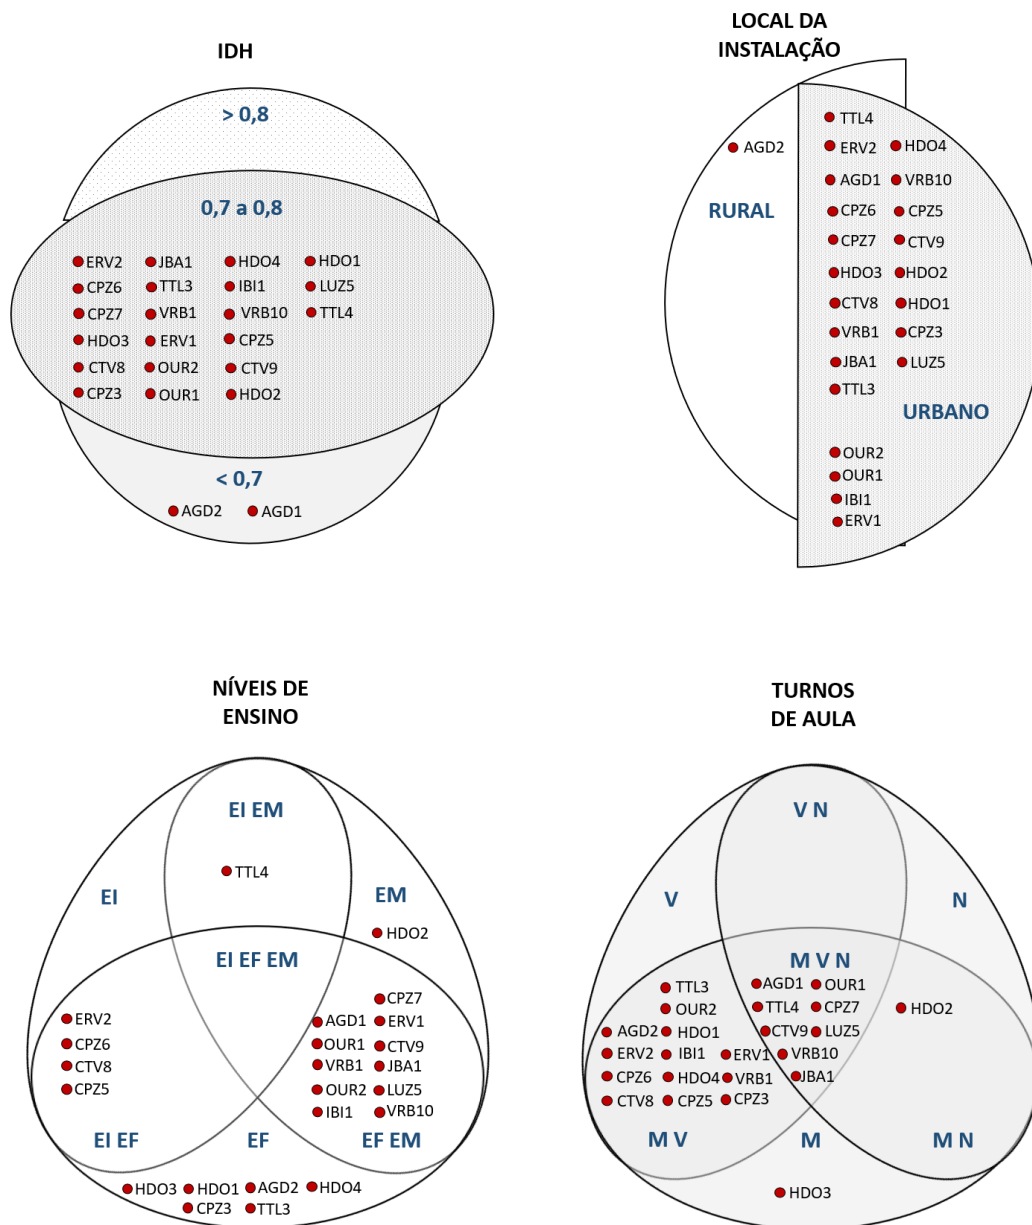 IDH
> 0,8
0,7 a 0,8
ERV2 JBA1 HDO4 HDO1
CPZ6 TTL3 IBI1 LUZ5
CPZ7 VRB1 VRB10 TTL4
HDO3 ERV1 CPZ5
CTV8 OUR2 CTV9
CPZ3 OUR1 HDO2
< 0,7
AGD2 AGD1
LOCAL DA
INSTALAÇÃO
TTL4
AGD2 ERV2 HDO4
AGD1 VRB10
RURAL CPZ6 CPZ5
CPZ7 CTV9
HDO3 HDO2
CTV8 HDO1
VRB1 CPZ3
JBA1 LUZ5
TTL3
URBANO
OUR2
OUR1
IBI1
ERV1
NÍVEIS DE
ENSINO
EI EM
TTL4
EI EM
HDO2
EI EF EM
CPZ7
ERV2 AGD1 ERV1
CPZ6 OUR1 CTV9
CTV8 VRB1 JBA1
CPZ5 OUR2 LUZ5
IBI1 VRB10
EI EF EF EF EM
HDO3 HDO1 AGD2 HDO4
CPZ3 TTL3
TURNOS
DE AULA
V N
V N
M V N
TTL3 AGD1 OUR1
OUR2 TTL4 CPZ7 HDO2
AGD2 HDO1 CTV9 LUZ5
ERV2 IBI1 ERV1 VRB10
CPZ6 HDO4 VRB1 JBA1
CTV8 CPZ5 CPZ3
M V M M N
HDO3